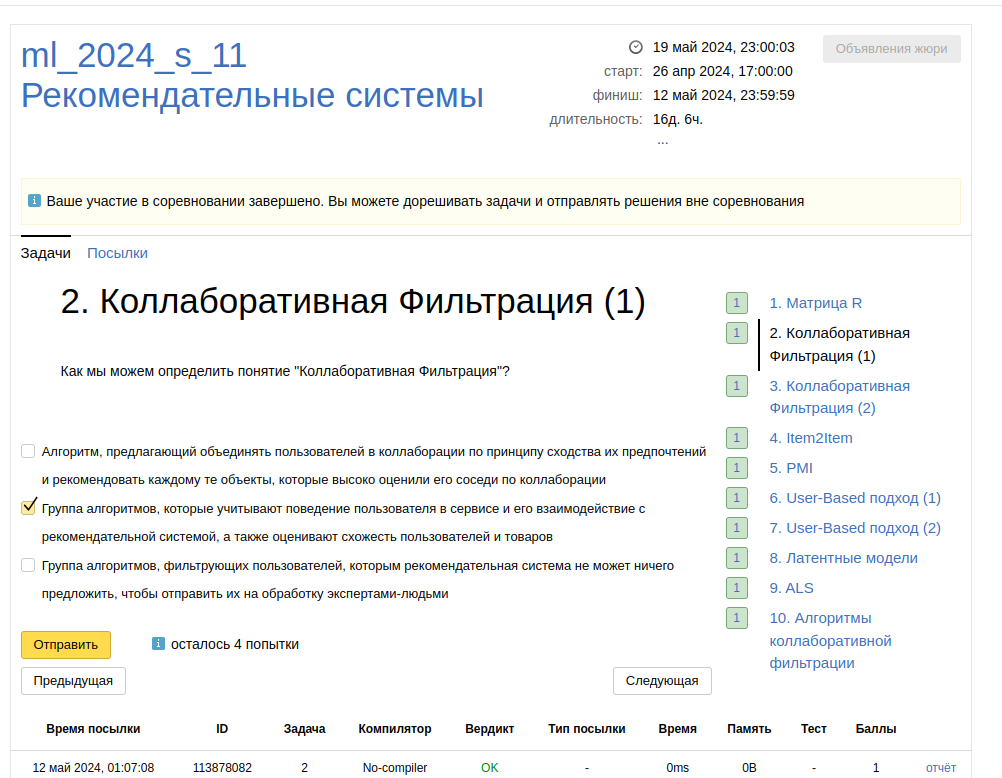 ml_2024_s_11
Рекомендательные системы
19 май 2024, 23:00:03
старт: 26 апр 2024, 17:00:00
финиш: 12 май 2024, 23:59:59
длительность: 16д. 6ч.
...
Объявления жюри
Ваше участие в соревновании завершено. Вы можете дорешивать задачи и отправлять решения вне соревнования
Задачи Посылки
2. Коллаборативная Фильтрация (1)
Как мы можем определить понятие "Коллаборативная Фильтрация"?
Алгоритм, предлагающий объединять пользователей в коллаборации по принципу сходства их предпочтений
и рекомендовать каждому те объекты, которые высоко оценили его соседи по коллаборации
Группа алгоритмов, которые учитывают поведение пользователя в сервисе и его взаимодействие с
рекомендательной системой, а также оценивают схожесть пользователей и товаров
Группа алгоритмов, фильтрующих пользователей, которым рекомендательная система не может ничего
предложить, чтобы отправить их на обработку экспертами-людьми
Отправить
осталось 4 попытки
Предыдущая
Следующая
1 1. Матрица R
1 2. Коллаборативная
Фильтрация (1)
1 3. Коллаборативная
Фильтрация (2)
1 4. Item2Item
1 5. PMI
1 6. User-Based подход (1)
1 7. User-Based подход (2)
1 8. Латентные модели
1 9. ALS
1 10. Алгоритмы
коллаборативной
фильтрации
Время посылки ID Задача Компилятор Вердикт Тип посылки Время Память Тест Баллы
12 май 2024, 01:07:08 113878082 2 No-compiler OK - 0ms 0B - 1 отчёт